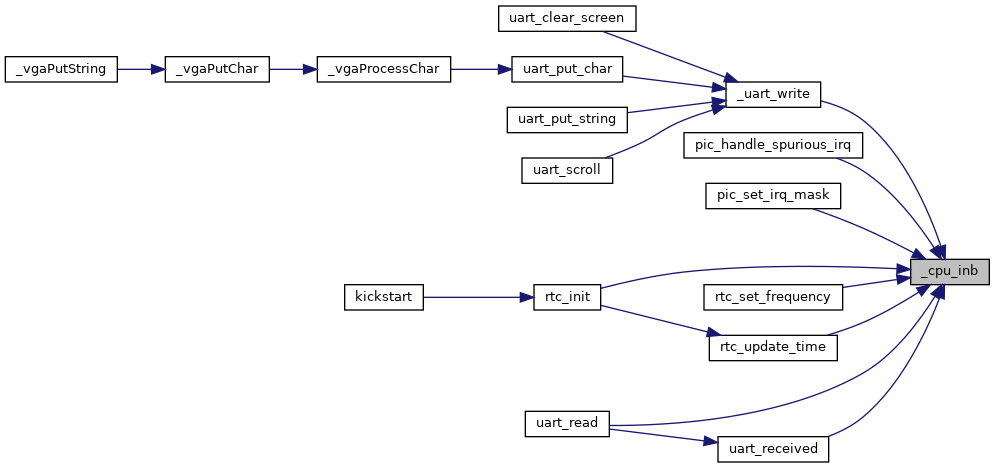 uart_clear_screen
_vgaPutString
_vgaPutChar
_vgaProcessChar
uart_put_char
_uart_write
uart_put_string
pic_handle_spurious_irq
uart_scroll
pic_set_irq_mask
_cpu_inb
kickstart
rtc_init
rtc_set_frequency
rtc_update_time
uart_read
uart_received